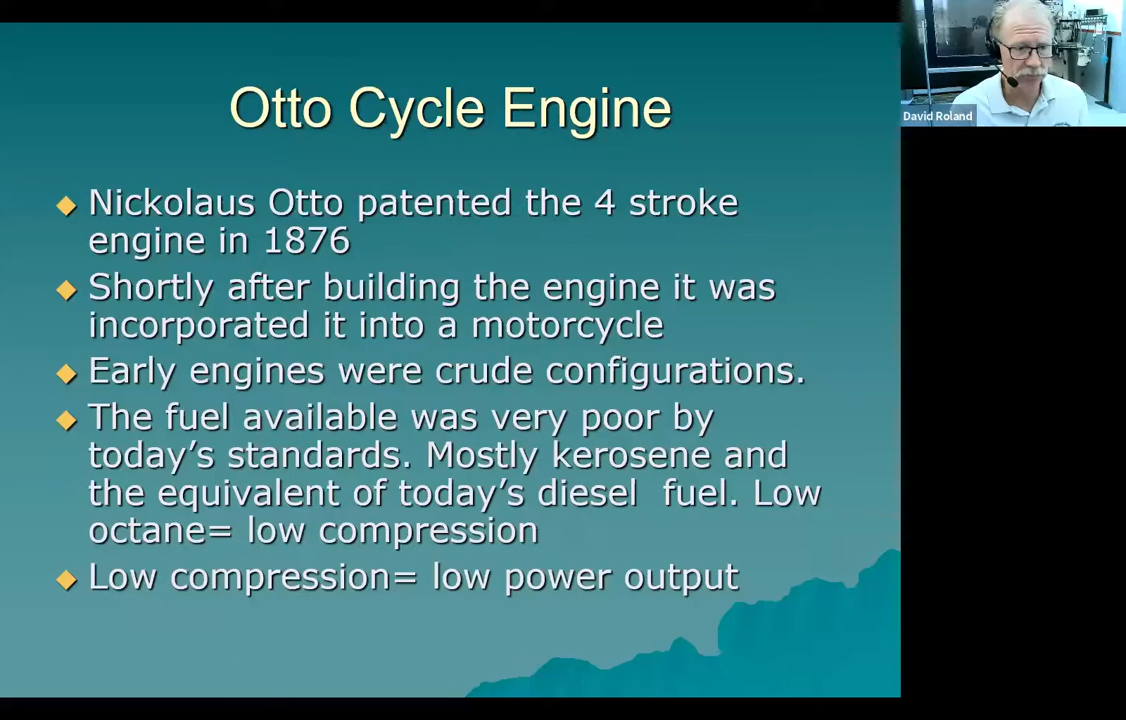 Otto Cycle Engine
Nickolaus Otto patented the 4 stroke
engine in 1876
Shortly after building the engine it was
incorporated it into a motorcycle
Early engines were crude configurations.
The fuel available was very poor by
today’s standards. Mostly kerosene and
the equivalent of today’s diesel  fuel. Low
octane= low compression
Low compression= low power output
David Roland